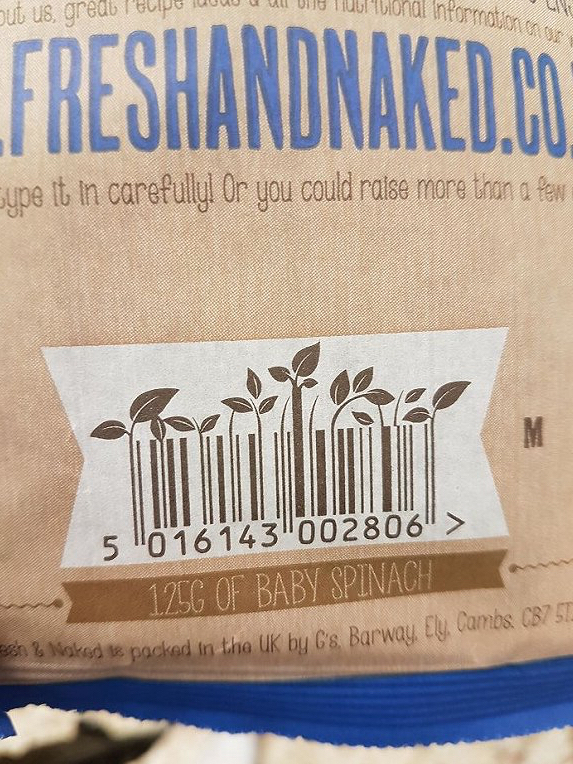 out us, great recipe ideas & all the nutritional information on our
.FRESHANDNAKED.CO.
type it in carefully! Or you could raise more than a few
M
5 016143 002806 >
125G OF BABY SPINACH
esh & Naked is packed in the UK by G's, Barway, Ely, Cambs. CB7 5T